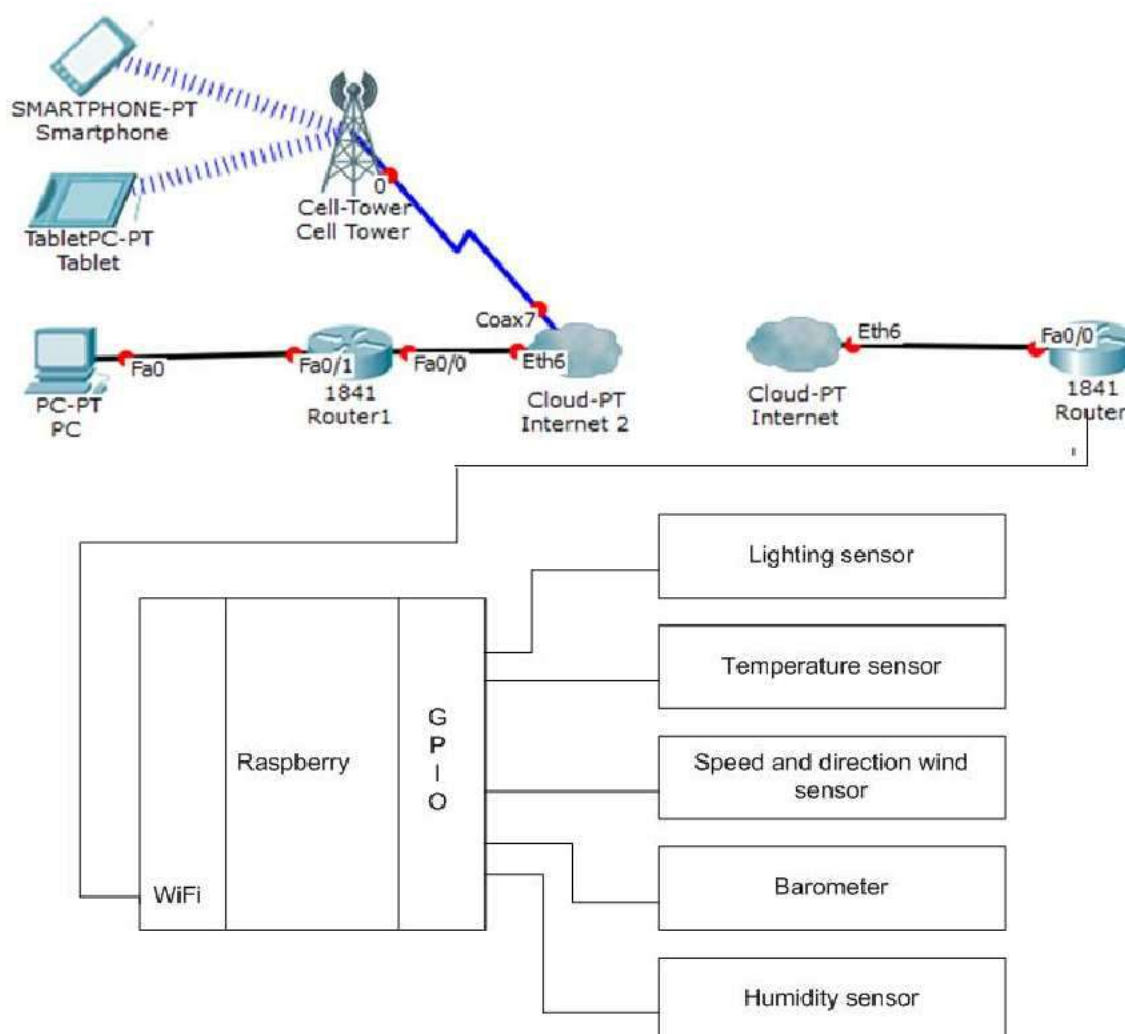 SMARTPHONE-PT
Smartphone
TabletPC-PT
Tablet
0
Cell-Tower
Cell Tower
Coax7
Fa0
Fa0/1
Fa0/0
Eth6
PC-PT
PC
1841
Router1
Cloud-PT
Internet 2
Eth6
Fa0/0
Cloud-PT
Internet
1841
Router
Lighting sensor
Temperature sensor
Speed and direction wind
sensor
Barometer
Humidity sensor
Raspberry
G
P
I
O
WiFi